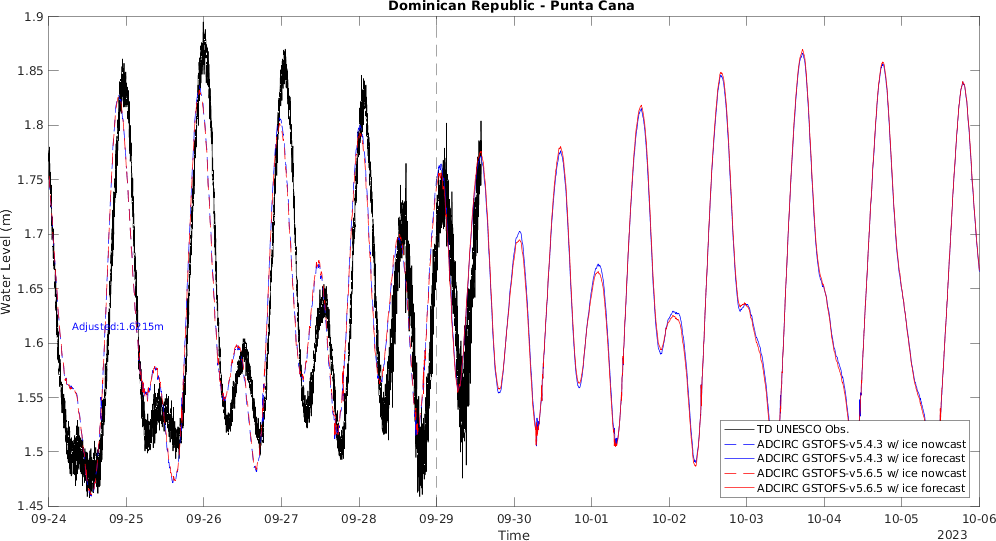 Dominican Republic - Punta Cana
1.9
1.85
1.8
1.75
1.7
1.65
1.6
1.55
1.5
1.45
Water Level (m)
Adjusted:1.6215m
TD UNESCO Obs.
ADCIRC GSTOFS-v5.4.3 w/ ice nowcast
ADCIRC GSTOFS-v5.4.3 w/ ice forecast
ADCIRC GSTOFS-v5.6.5 w/ ice nowcast
ADCIRC GSTOFS-v5.6.5 w/ ice forecast
09-24 09-25 09-26 09-27 09-28 09-29 09-30 10-01 10-02 10-03 10-04 10-05 10-06
Time
2023